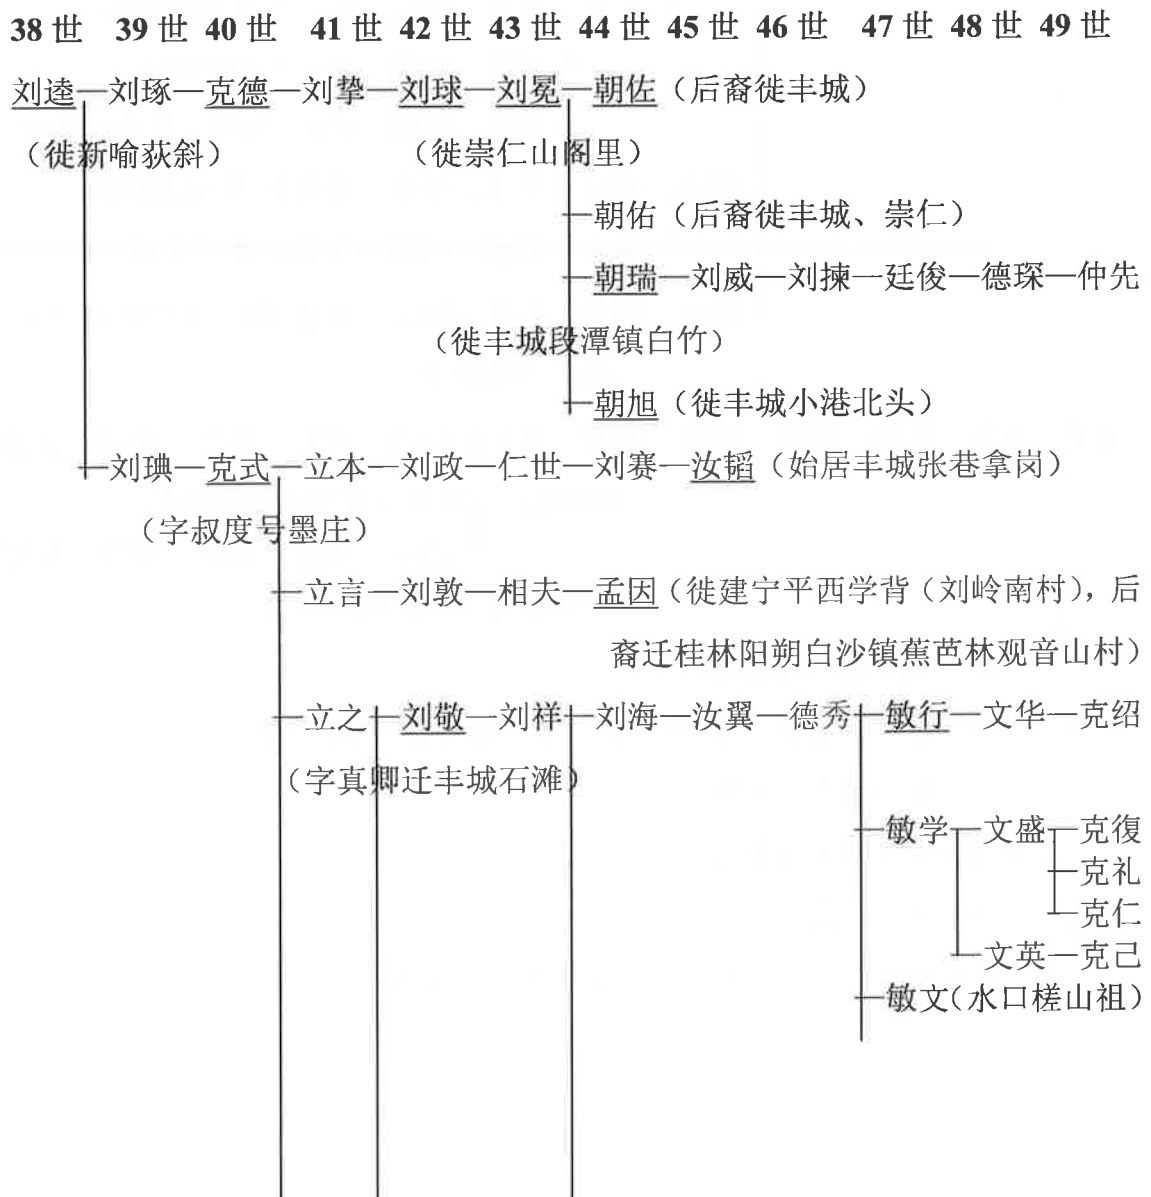 38世 39世 40世 41世 42世 43世 44世 45世 46世 47世 48世 49世
刘逵—刘琢—克德—刘挚—刘球—刘冕—朝佐（后裔徙丰城）
（徙新喻荻斜）（徙崇仁山阁里）
朝佑（后裔徙丰城、崇仁）
朝瑞—刘威—刘揀—廷俊—德琛—仲先
（徙丰城段潭镇白竹）
朝旭（徙丰城小港北头）
刘琠—克式—立本—刘政—仁世—刘赛—汝韬（始居丰城张巷拿岗）
（字叔度号墨庄）
立言—刘敦—相夫—孟因（徙建宁平西学背（刘岭南村），后
裔迁桂林阳朔白沙镇蕉芭林观音山村）
立之—刘敬—刘祥—刘海—汝翼—德秀—敏行—文华—克绍
（字真卿迁丰城石滩）
敏学—文盛—克復
克礼
克仁
文英—克己
敏文（水口槎山祖）